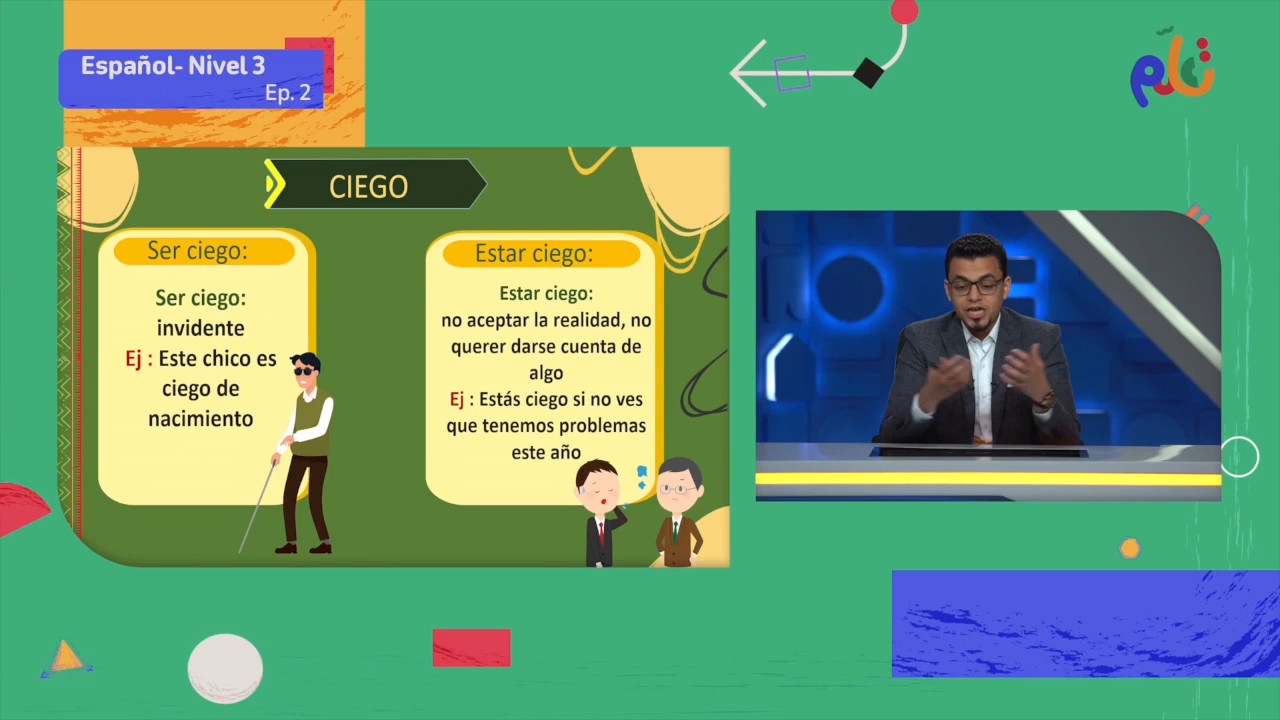 Español- Nivel 3
Ep. 2
تكلم
CIEGO
Ser ciego:
Ser ciego:
invidente
Ej : Este chico es
ciego de
nacimiento
Estar ciego:
Estar ciego:
no aceptar la realidad, no
querer darse cuenta de
algo
Ej : Estás ciego si no ves
que tenemos problemas
este año